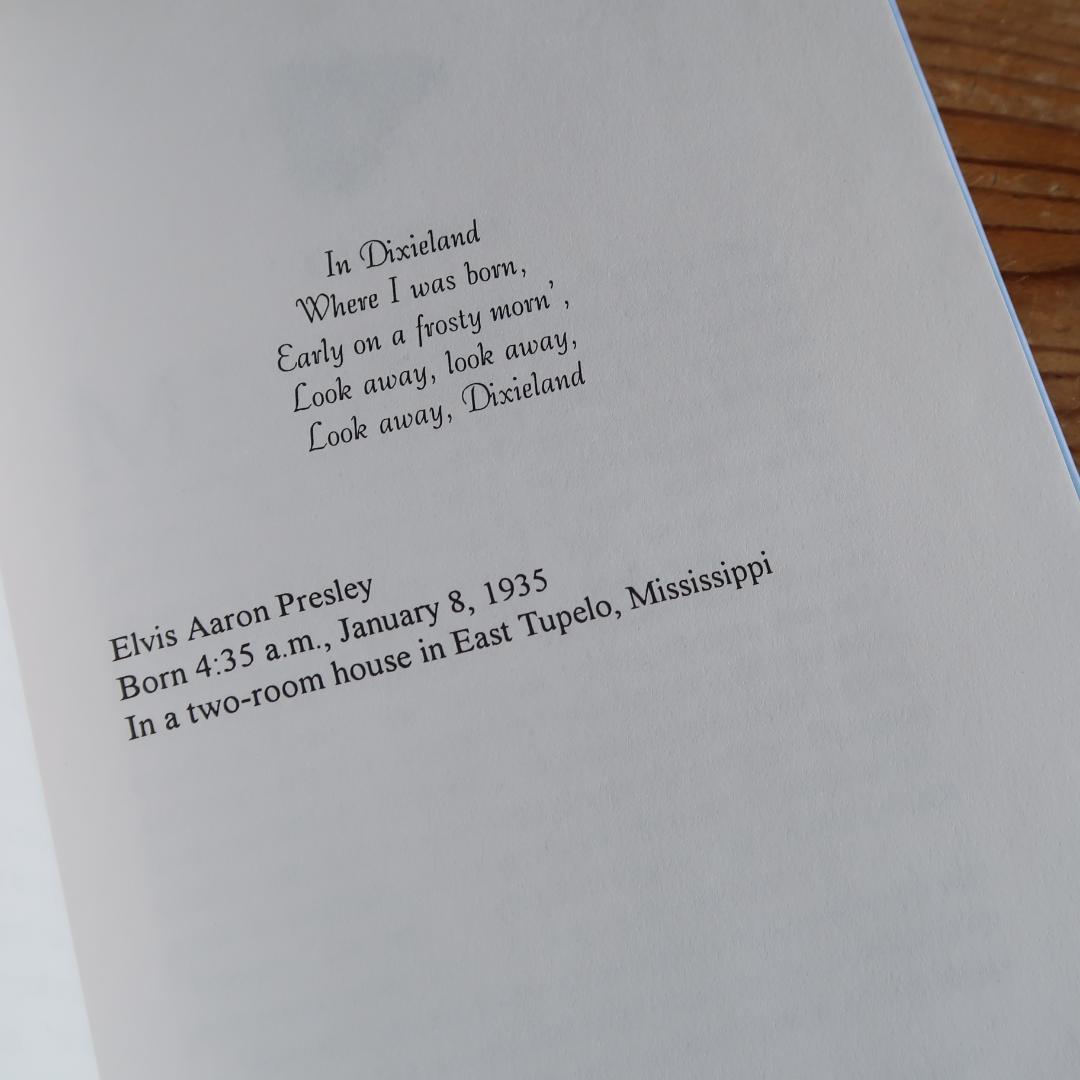 In Dixieland
Where I was born,
Early on a frosty morn’,
Look away, look away,
Look away, Dixieland
Elvis Aaron Presley
Born 4:35 a.m., January 8, 1935
In a two-room house in East Tupelo, Mississippi